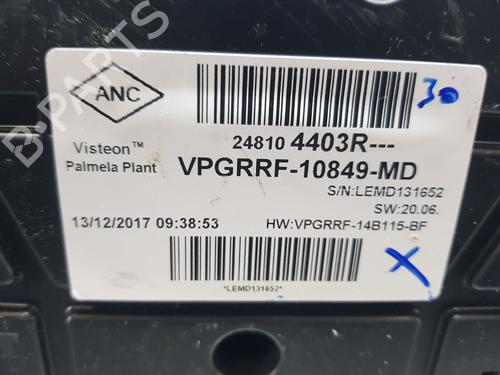 ANC
30
Visteon™
Palmela Plant
24810 4403R---
VPGRRF-10849-MD
S/N:LEMD131652
SW:20.06.
13/12/2017 09:38:53
HW:VPGRRF-14B115-BF
*LEMD131652*
X
B-PARTS